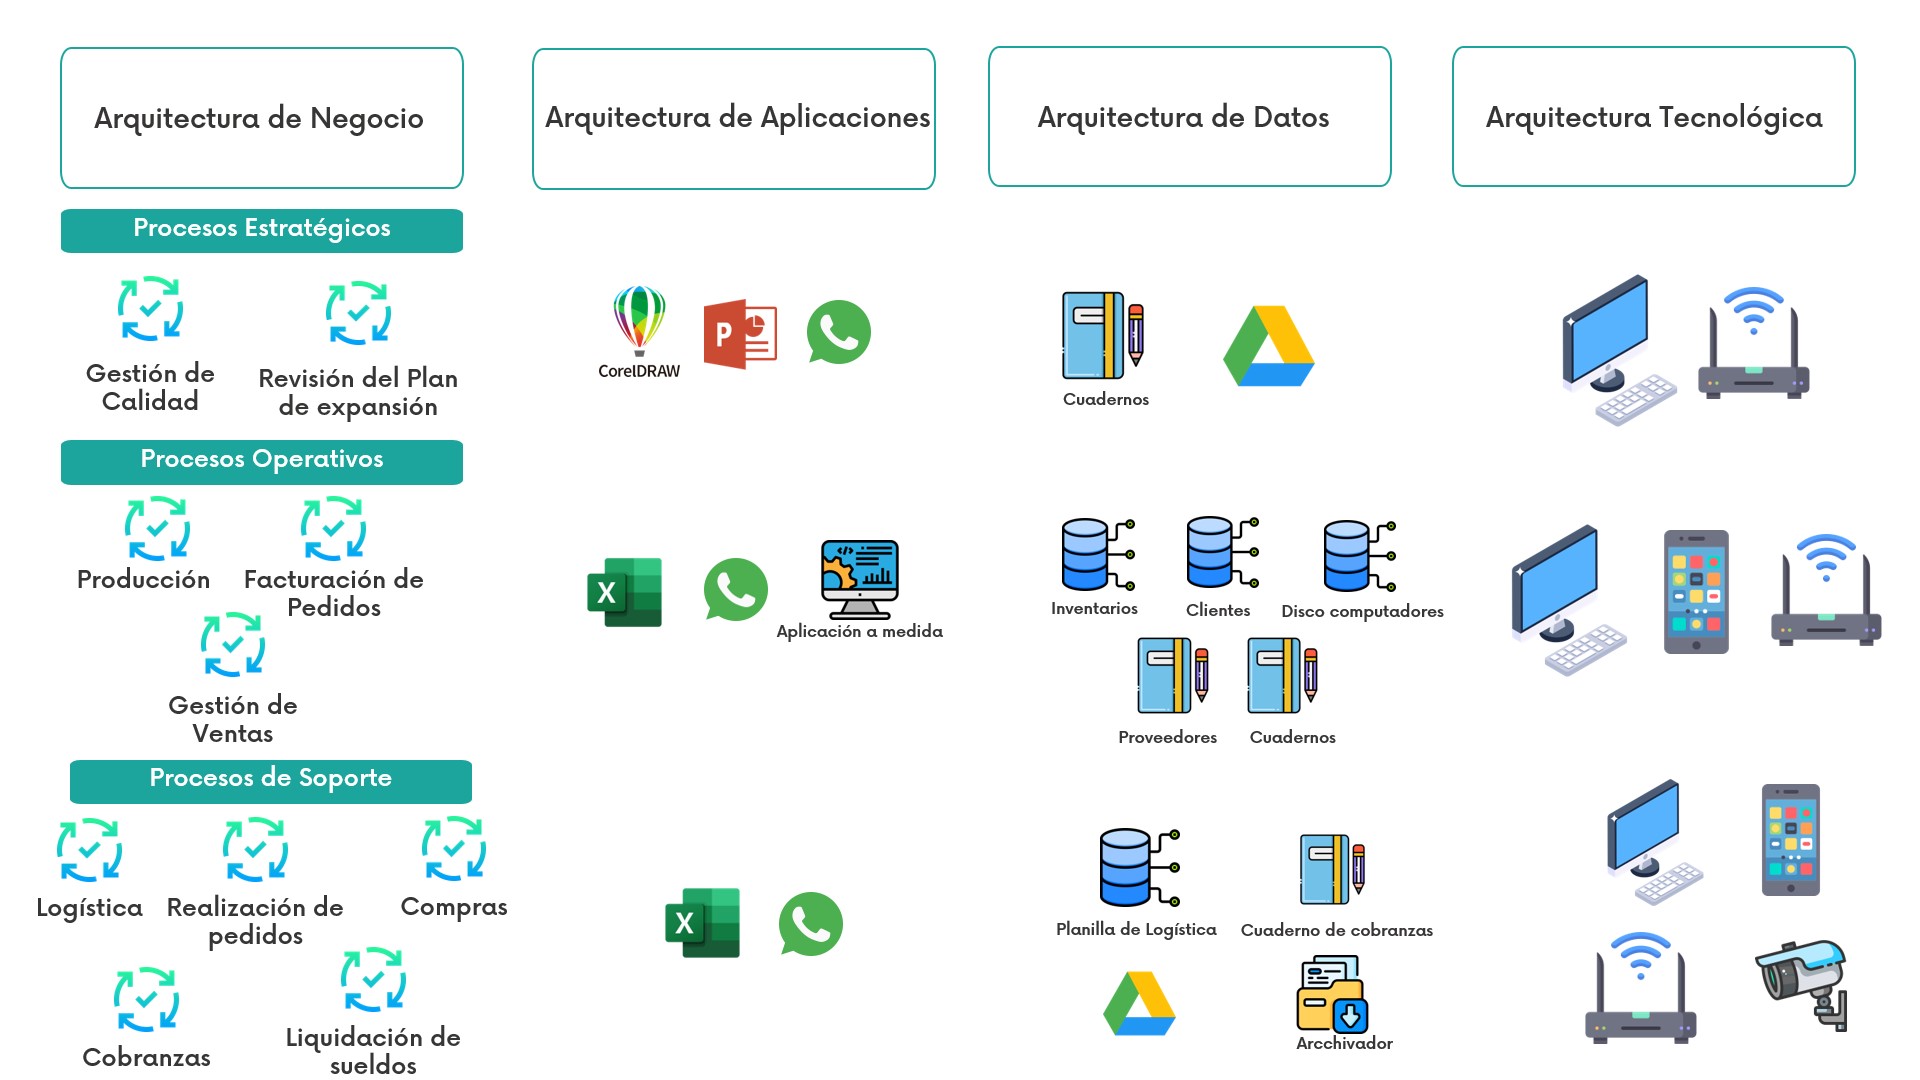 Arquitectura de Negocio
Arquitectura de Aplicaciones
Arquitectura de Datos
Arquitectura Tecnológica
Procesos Estratégicos
Gestión de
Calidad
Revisión del Plan
de expansión
CorelDRAW
P
Cuadernos
Procesos Operativos
Producción
Facturación de
Pedidos
Gestión de
Ventas
X
Aplicación a medida
Inventarios
Clientes
Disco computadores
Proveedores
Cuadernos
Procesos de Soporte
Logística
Realización de
pedidos
Compras
Cobranzas
Liquidación de
sueldos
X
Planilla de Logística
Cuaderno de cobranzas
Arcchivador